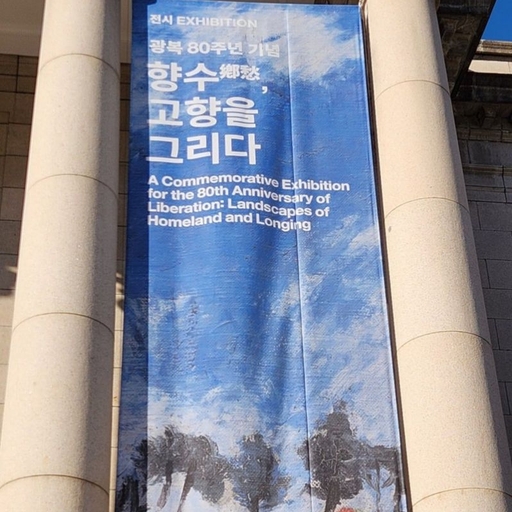 전시 EXHIBITION
광복 80주년 기념
향수鄕愁,
고향을
그리다
A Commemorative Exhibition
for the 80th Anniversary of
Liberation: Landscapes of
Homeland and Longing